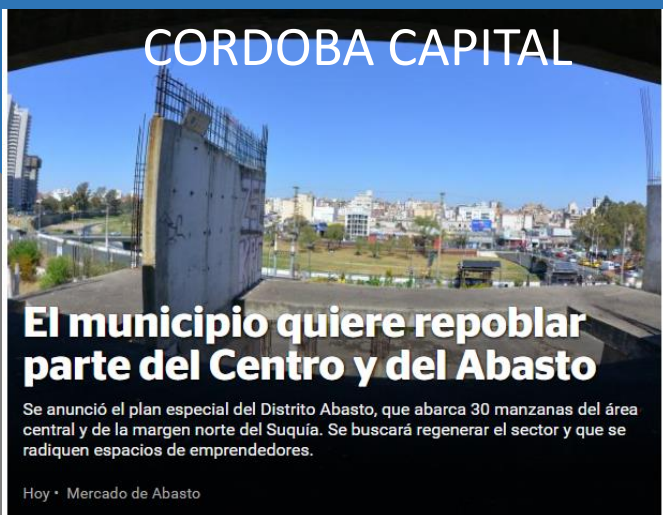 CORDOBA CAPITAL
El municipio quiere repoblar
parte del Centro y del Abasto
Se anunció el plan especial del Distrito Abasto, que abarca 30 manzanas del área
central y de la margen norte del Suquía. Se buscará regenerar el sector y que se
radiquen espacios de emprendedores.
Hoy • Mercado de Abasto